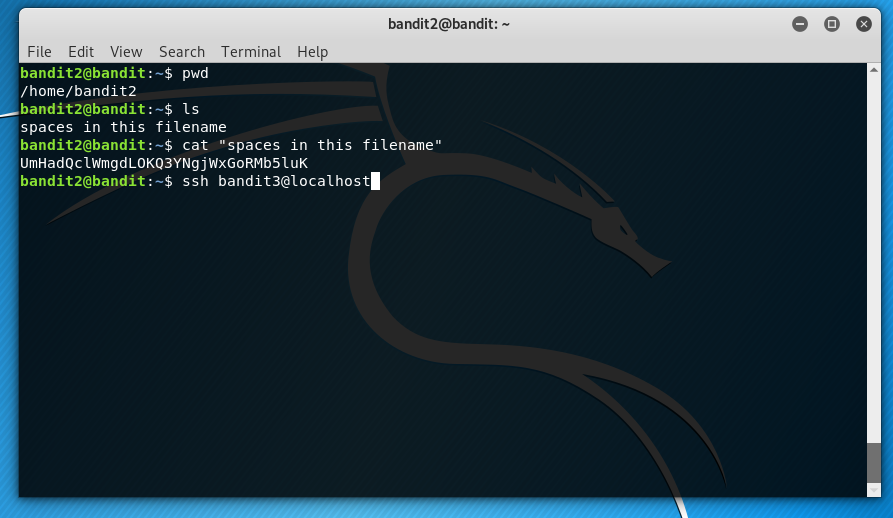 bandit2@bandit: ~
File Edit View Search Terminal Help
bandit2@bandit:~$ pwd
/home/bandit2
bandit2@bandit:~$ ls
spaces in this filename
bandit2@bandit:~$ cat "spaces in this filename"
UmHadQclWmgdLOKQ3YNgjWxGoRMb5luK
bandit2@bandit:~$ ssh bandit3@localhost